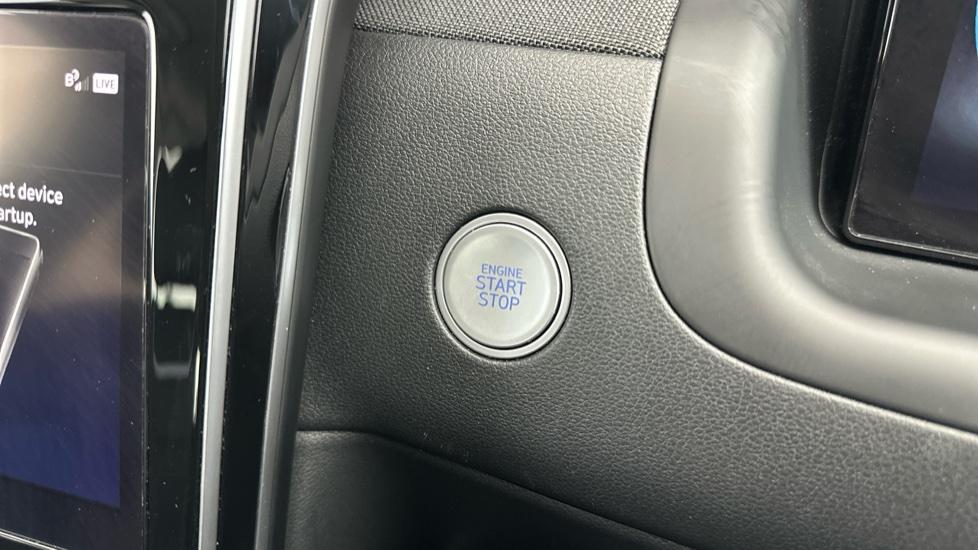 LIVE
ect device
artup.
ENGINE
START
STOP